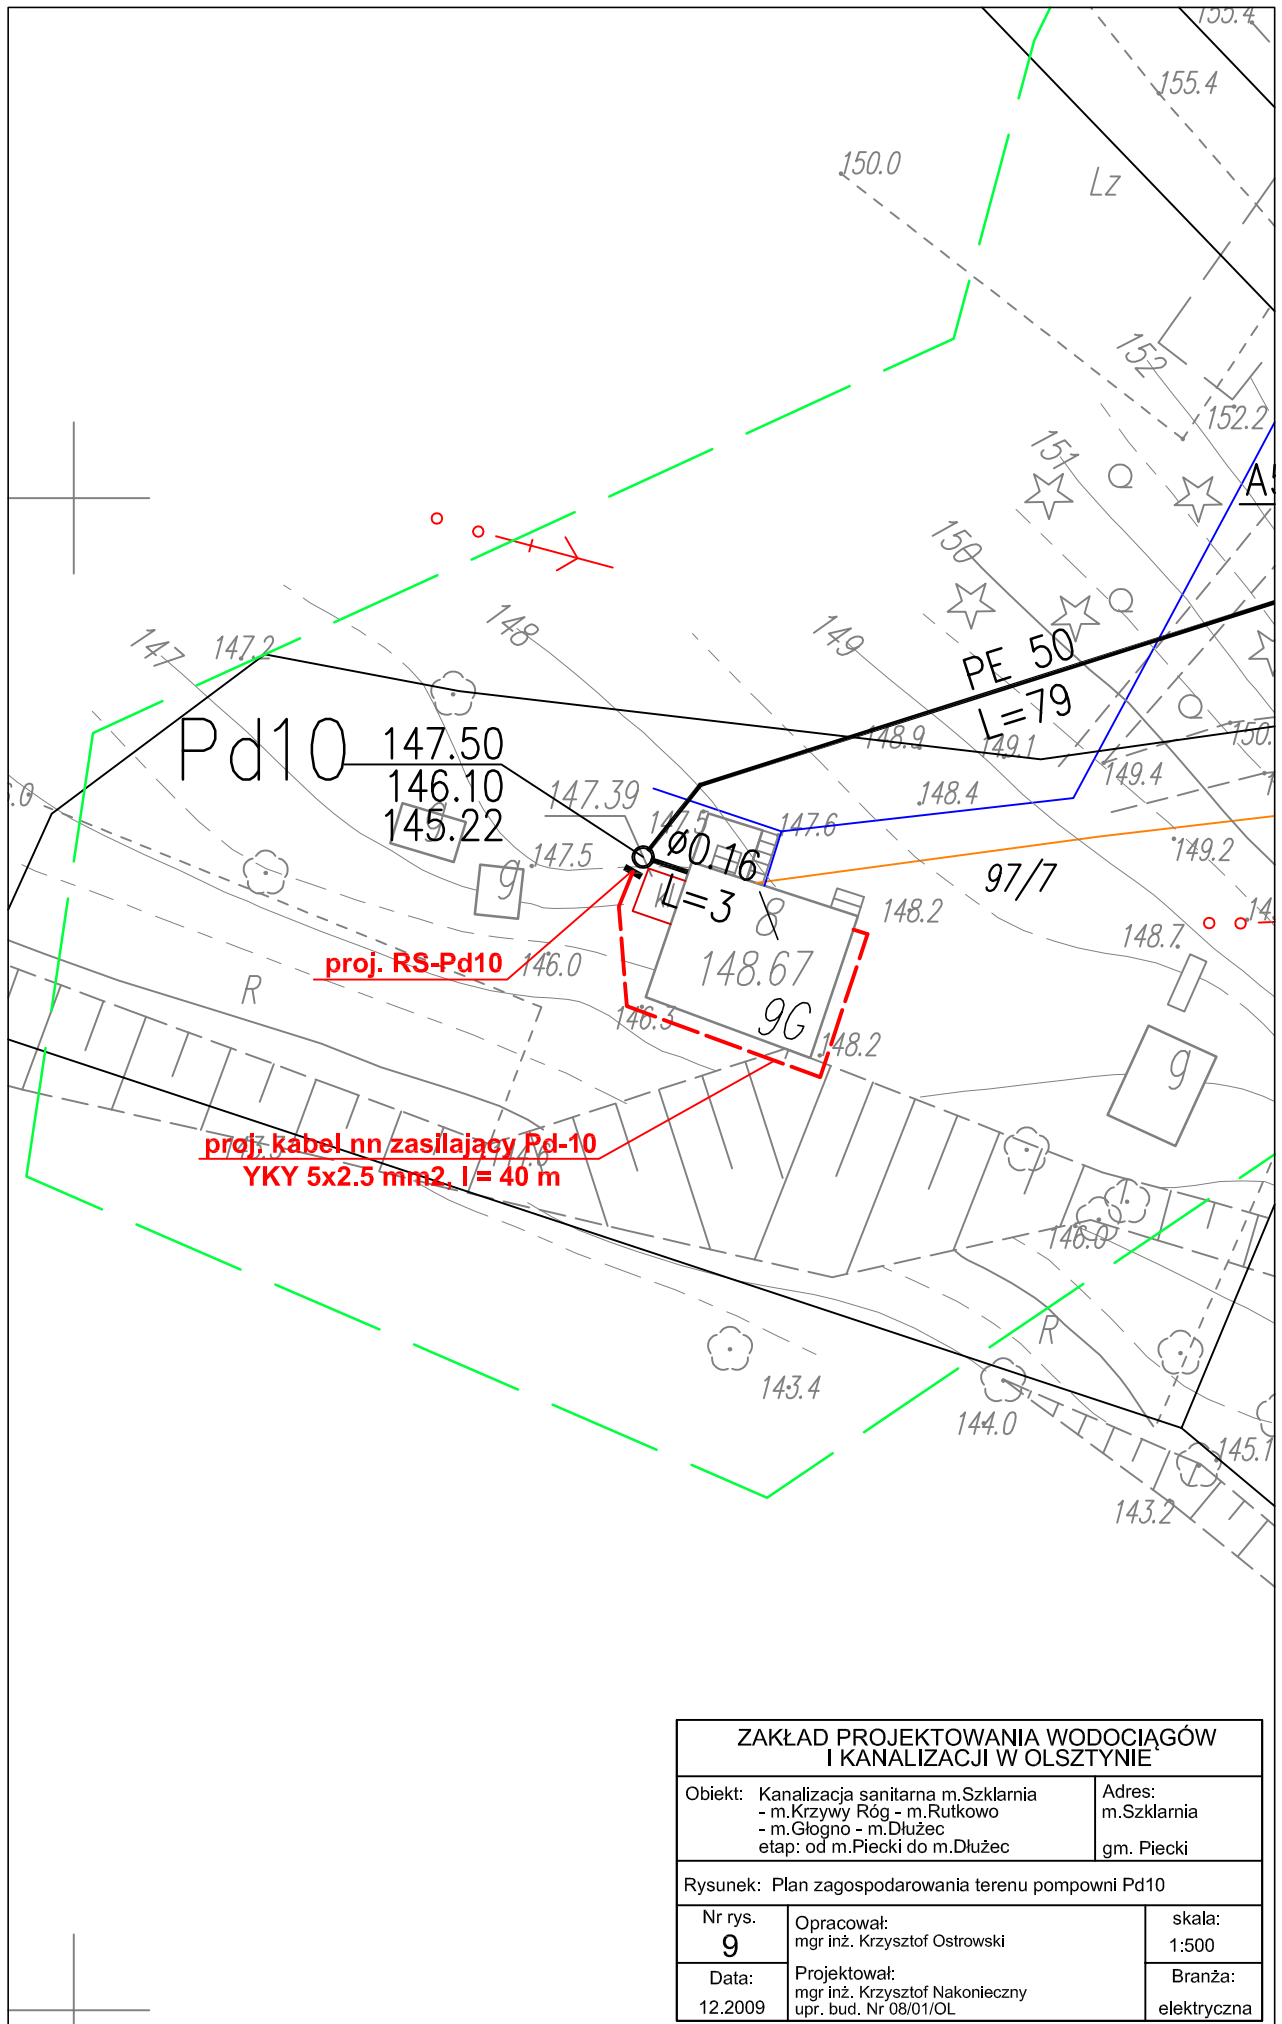 155.4
155.4
150.0
Lz
152
152.2
151
150
148
147
147.2
149
PE 50
L=79
Pd10
147.50
146.10
145.22
147.39
148.9
149.1
149.4
148.4
147.5
147.6
149.2
g
147.5
g
ø0.16
L=3
k
8
148.67
9G
97/7
148.2
148.7
proj. RS-Pd10
146.0
R
146.3
148.2
g
proj. kabel nn zasilający Pd-10
YKY 5x2.5 mm2, l = 40 m
146.0
R
143.4
144.0
145.1
143.2
ZAKŁAD PROJEKTOWANIA WODOCIĄGÓW
I KANALIZACJI W OLSZTYNIE
Obiekt: Kanalizacja sanitarna m.Szklarnia
- m.Krzywy Róg - m.Rutkowo
- m.Głogno - m.Dłużec
etap: od m.Piecki do m.Dłużec
Adres:
m.Szklarnia
gm. Piecki
Rysunek: Plan zagospodarowania terenu pompowni Pd10
Nr rys.
9
Opracował:
mgr inż. Krzysztof Ostrowski
skala:
1:500
Data:
12.2009
Projektował:
mgr inż. Krzysztof Nakonieczny
upr. bud. Nr 08/01/OL
Branża:
elektryczna